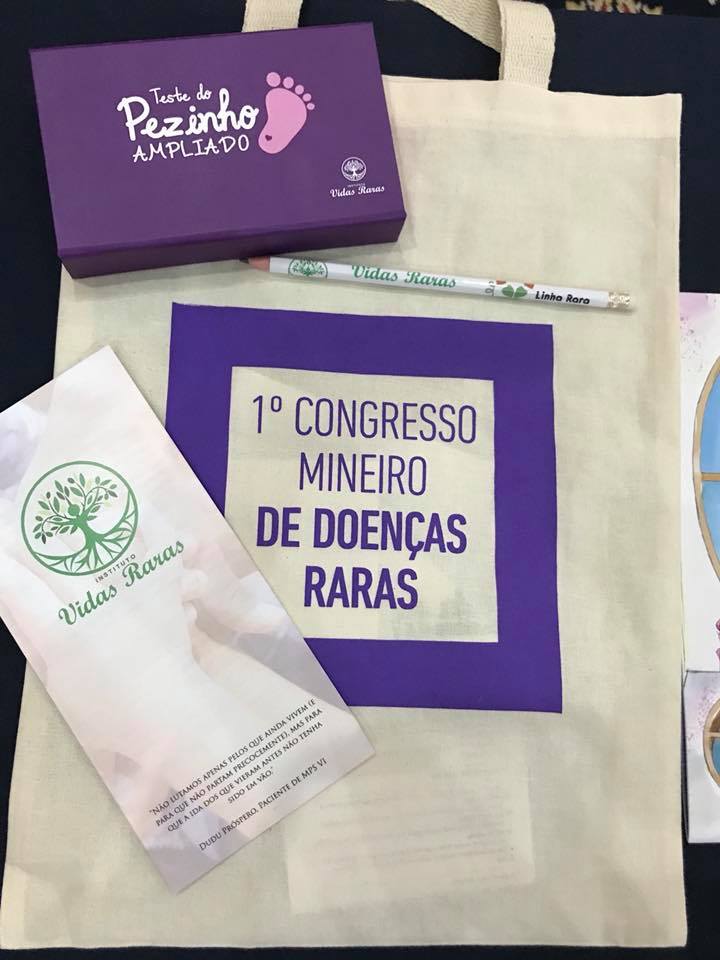 Teste do
Pezinho
AMPLIADO
INSTITUTO
Vidas Raras
Vidas Raras
Linha Rara
1º CONGRESSO
MINEIRO
DE DOENÇAS
RARAS
INSTITUTO
Vidas Raras
"NÃO LUTAMOS APENAS PELOS QUE AINDA VIVEM (E
PARA QUE NÃO PARTAM PRECOCEMENTE), MAS PARA
QUE A IDA DOS QUE VIERAM ANTES NÃO TENHA
SIDO EM VÃO."
DUDU PRÓSPERO, PACIENTE DE MPS VI